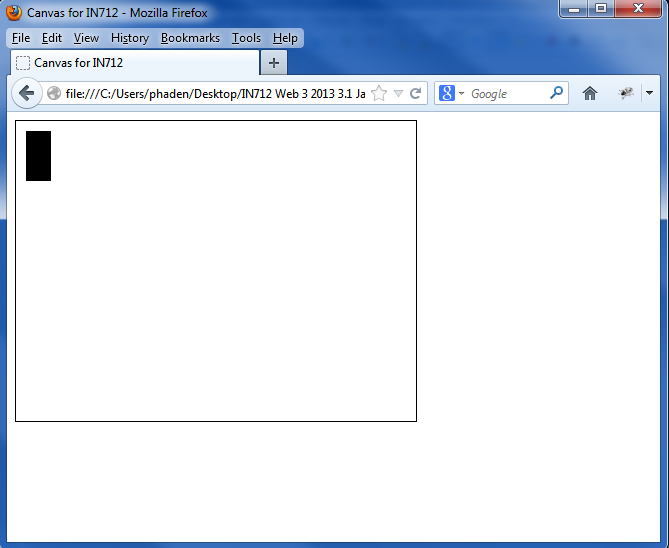 Canvas for IN712 - Mozilla Firefox
File Edit View History Bookmarks Tools Help
Canvas for IN712
file:///C:/Users/phaden/Desktop/IN712 Web 3 2013 3.1 Ja
Google